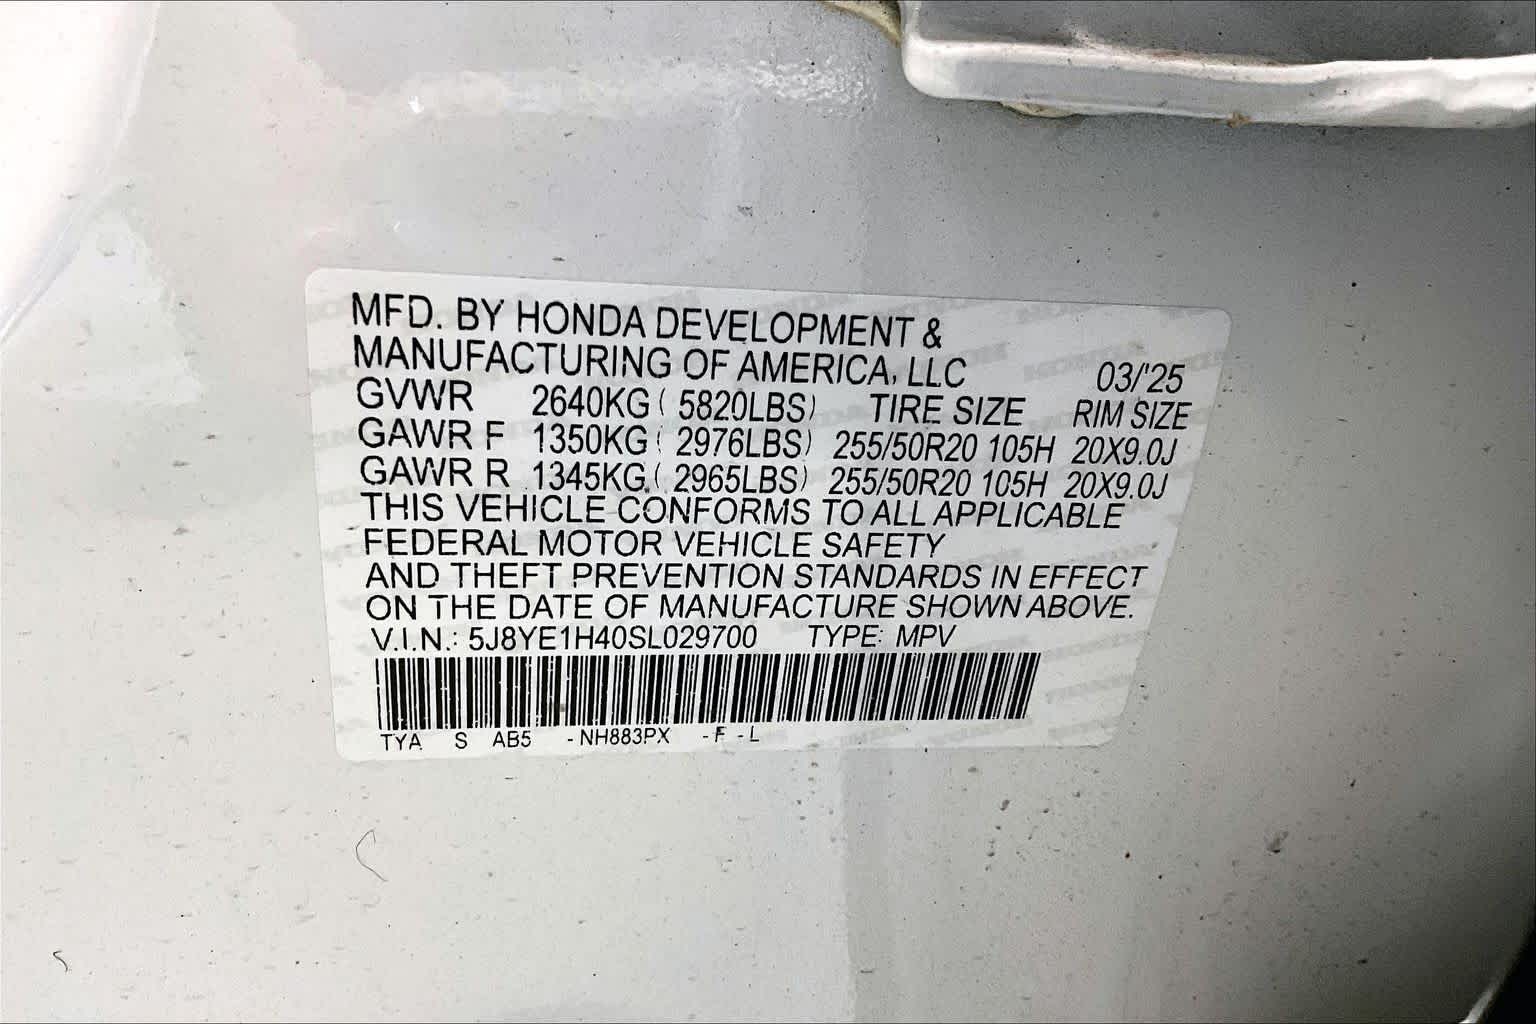 MFD. BY HONDA DEVELOPMENT &
MANUFACTURING OF AMERICA, LLC 03/'25
GVWR 2640KG ( 5820LBS) TIRE SIZE RIM SIZE
GAWR F 1350KG ( 2976LBS) 255/50R20 105H 20X9.0J
GAWR R 1345KG ( 2965LBS) 255/50R20 105H 20X9.0J
THIS VEHICLE CONFORMS TO ALL APPLICABLE
FEDERAL MOTOR VEHICLE SAFETY
AND THEFT PREVENTION STANDARDS IN EFFECT
ON THE DATE OF MANUFACTURE SHOWN ABOVE.
V.I.N.: 5J8YE1H40SL029700 TYPE: MPV
TYA S AB5 -NH883PX -F -L